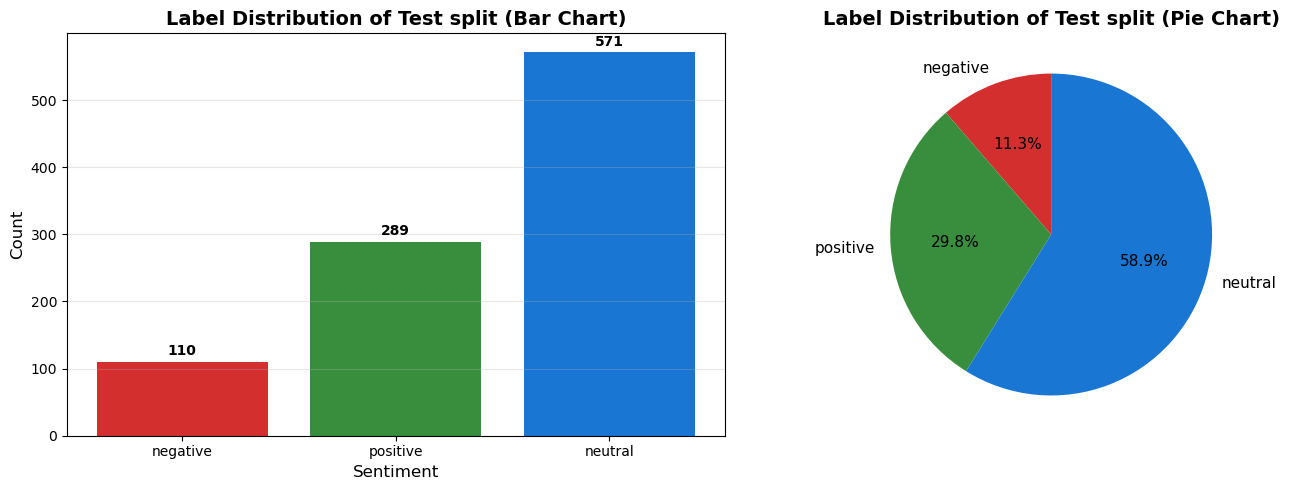 Label Distribution of Test split (Bar Chart)
571
500
400
300
200
100
0
289
110
Count
negative
positive
neutral
Sentiment
Label Distribution of Test split (Pie Chart)
negative
11.3%
positive
29.8%
58.9%
neutral